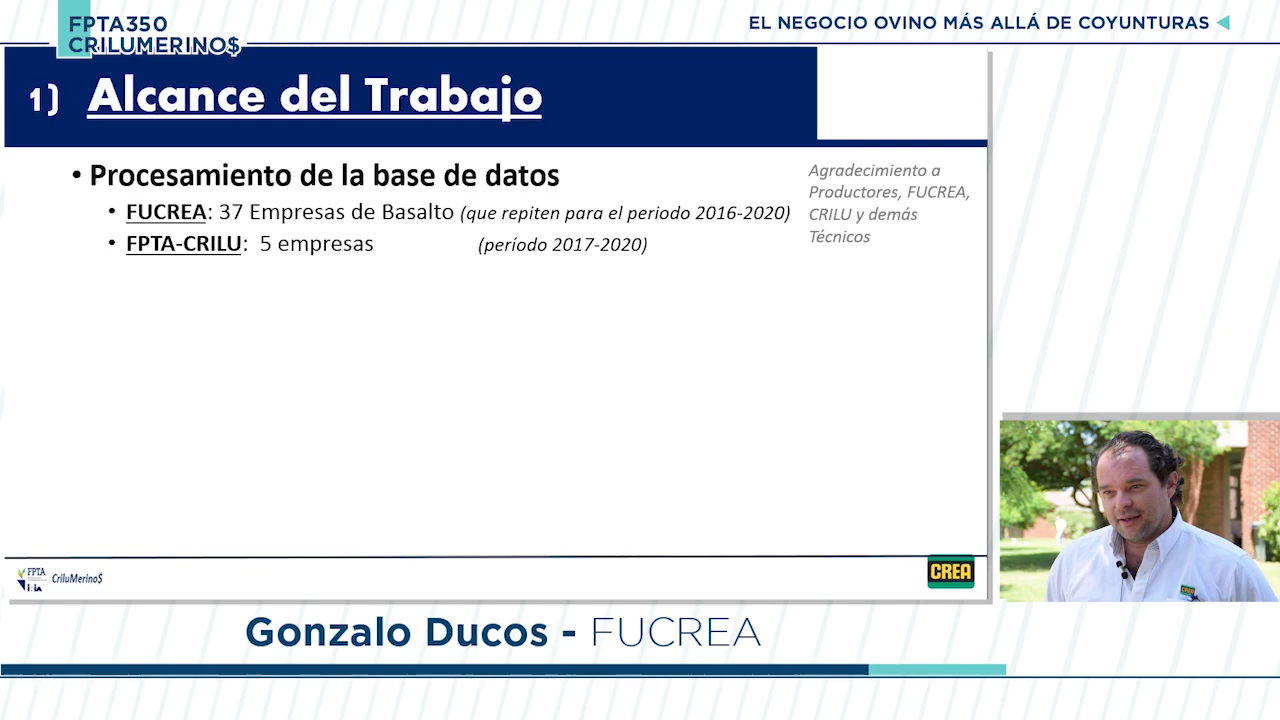 FPTA350
CRILUMERINO$
EL NEGOCIO OVINO MÁS ALLÁ DE COYUNTURAS
1) Alcance del Trabajo
• Procesamiento de la base de datos
• FUCREA: 37 Empresas de Basalto (que repiten para el periodo 2016-2020)
• FPTA-CRILU: 5 empresas (período 2017-2020)
Agradecimiento a
Productores, FUCREA,
CRILU y demás
Técnicos
FPTA
CriluMerino$
CREA
Gonzalo Ducos - FUCREA